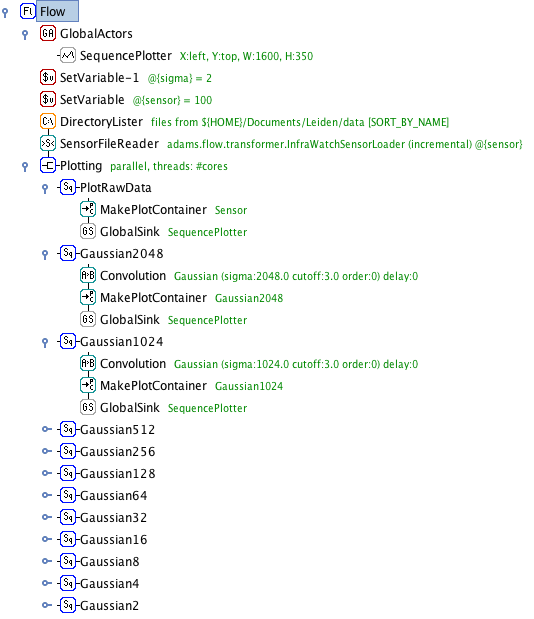 Fl Flow
GA GlobalActors
SequencePlotter X:left, Y:top, W:1600, H:350
$υ SetVariable-1 @{sigma} = 2
$υ SetVariable @{sensor} = 100
C:\ DirectoryLister files from ${HOME}/Documents/Leiden/data [SORT_BY_NAME]
>S< SensorFileReader adams.flow.transformer.InfraWatchSensorLoader (incremental) @{sensor}
Plotting parallel, threads: #cores
Sq PlotRawData
PC MakePlotContainer Sensor
GS GlobalSink SequencePlotter
Sq Gaussian2048
A▸B Convolution Gaussian (sigma:2048.0 cutoff:3.0 order:0) delay:0
PC MakePlotContainer Gaussian2048
GS GlobalSink SequencePlotter
Sq Gaussian1024
A▸B Convolution Gaussian (sigma:1024.0 cutoff:3.0 order:0) delay:0
PC MakePlotContainer Gaussian1024
GS GlobalSink SequencePlotter
Sq Gaussian512
Sq Gaussian256
Sq Gaussian128
Sq Gaussian64
Sq Gaussian32
Sq Gaussian16
Sq Gaussian8
Sq Gaussian4
Sq Gaussian2